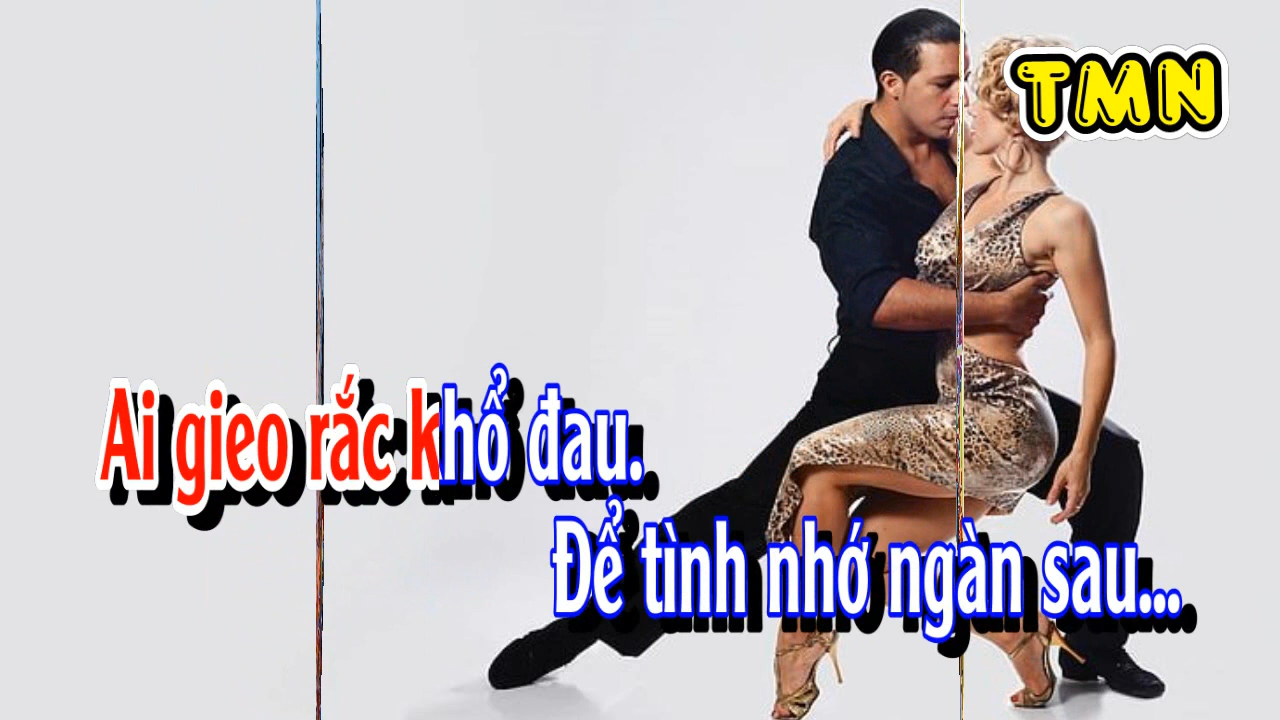 TMN
Ai gieo rắc khổ đau.
Để tình nhớ ngàn sau...